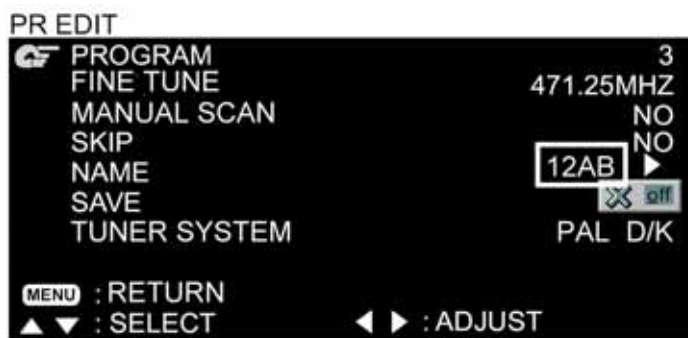 PR EDIT
PROGRAM 3
FINE TUNE 471.25MHZ
MANUAL SCAN NO
SKIP NO
NAME 12AB ▶
SAVE off
TUNER SYSTEM PAL D/K
MENU : RETURN
▲ ▼ : SELECT ◀ ▶ : ADJUST